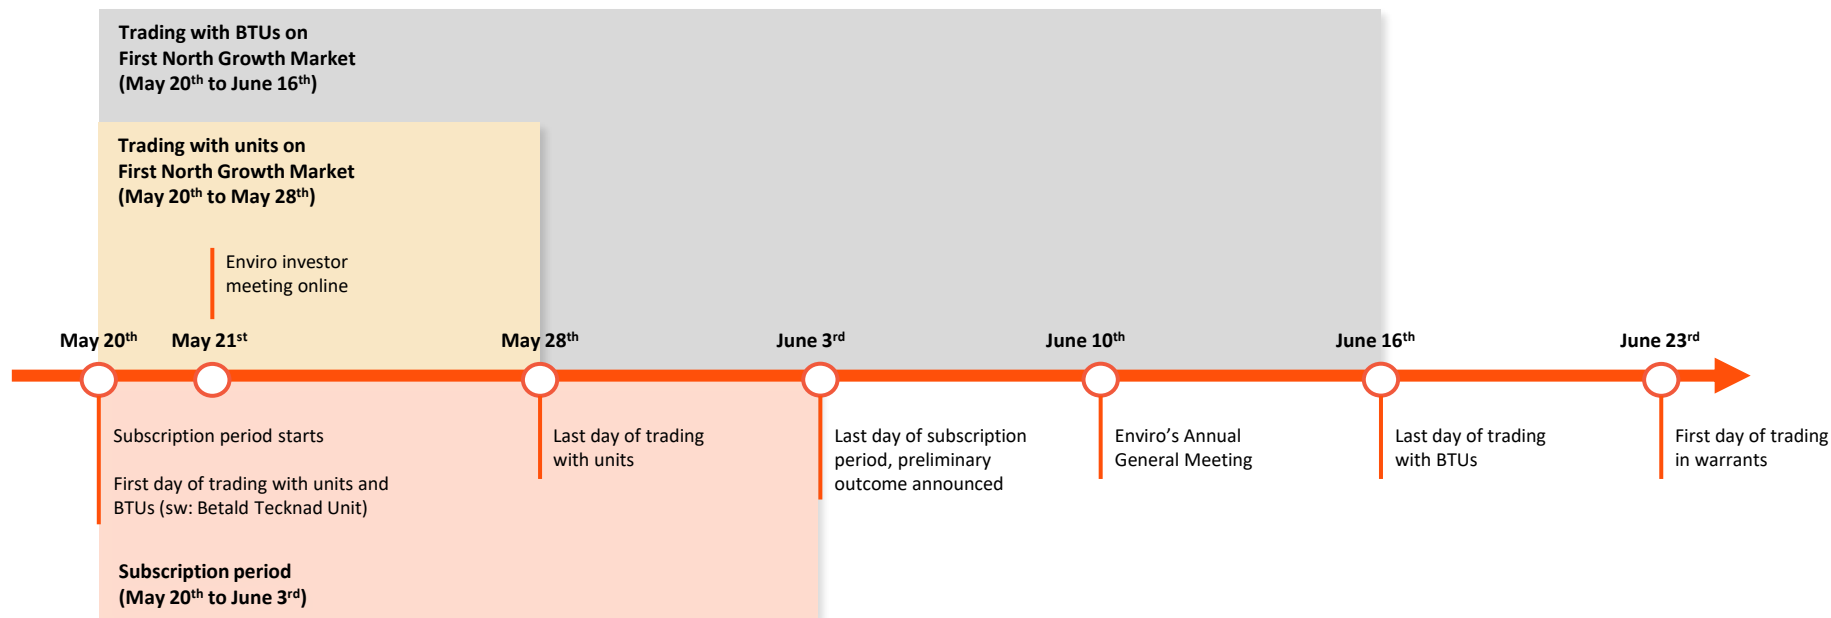 Trading with BTUs on
First North Growth Market
(May 20th to June 16th)
Trading with units on
First North Growth Market
(May 20th to May 28th)
Enviro investor
meeting online
May 20th
May 21st
May 28th
June 3rd
June 10th
June 16th
June 23rd
Subscription period starts
First day of trading with units and
BTUs (sw: Betald Tecknad Unit)
Last day of trading
with units
Last day of subscription
period, preliminary
outcome announced
Enviro’s Annual
General Meeting
Last day of trading
with BTUs
First day of trading
in warrants
Subscription period
(May 20th to June 3rd)